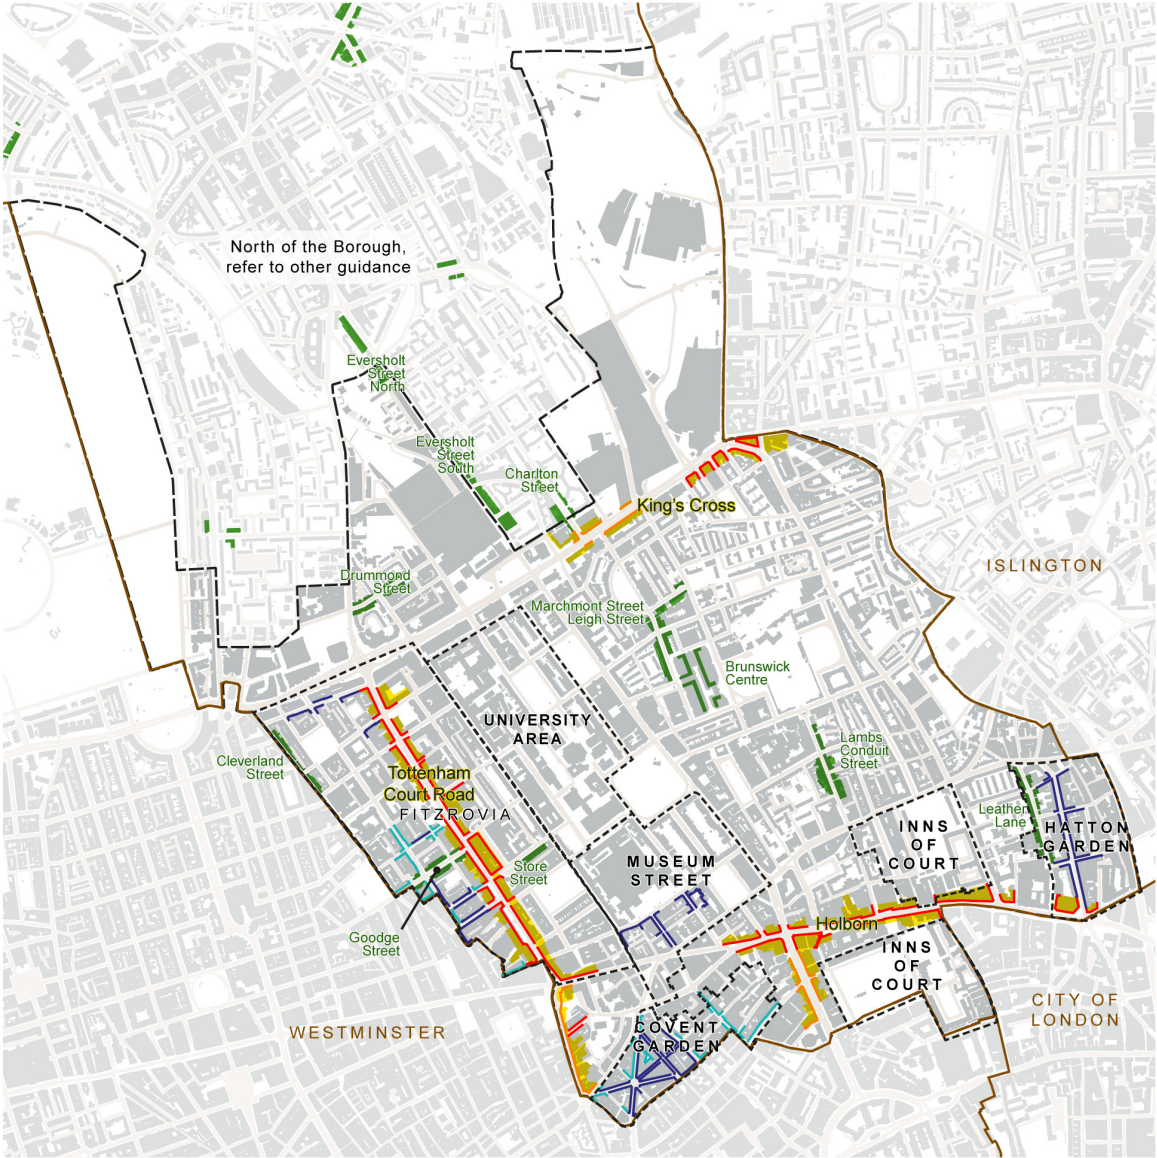 North of the Borough,
refer to other guidance
Eversholt
Street
North
Eversholt
Street
South
Charlton
Street
King's Cross
ISLINGTON
Drummond
Street
Marchmont Street
Leigh Street
Brunswick
Centre
UNIVERSITY
AREA
Lambs
Conduit
Street
Cleverland
Street
Tottenham
Court Road
FITZROVIA
Leather
Lane
HATTON
GARDEN
INNS
OF
COURT
MUSEUM
STREET
Store
Street
Goodge
Street
Holborn
INNS
OF
COURT
CITY OF
LONDON
WESTMINSTER
COVENT
GARDEN